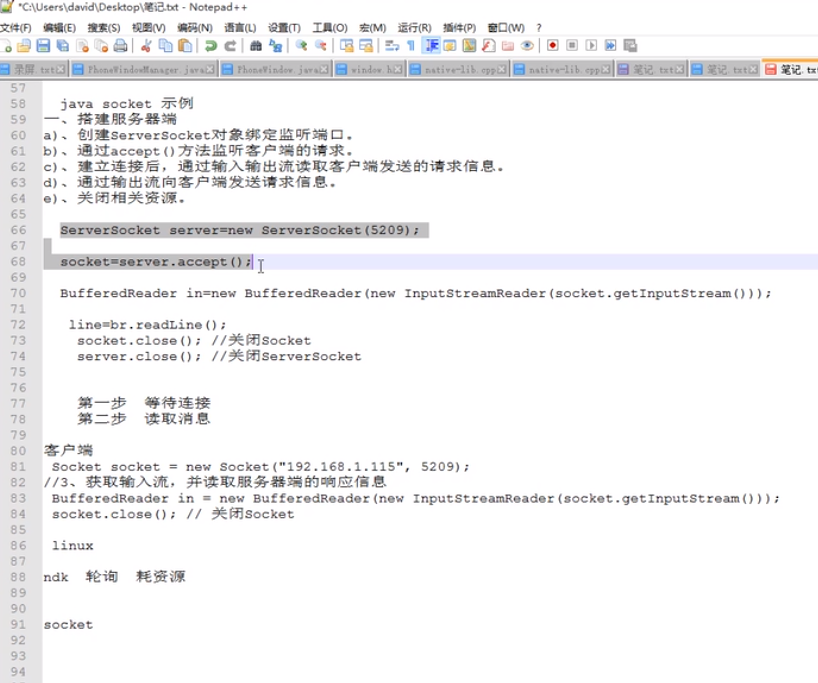 *C:\Users\david\Desktop\笔记.txt - Notepad++
文件(F) 编辑(E) 搜索(S) 视图(V) 编码(N) 语言(L) 设置(T) 工具(O) 宏(M) 运行(R) 插件(P) 窗口(W) ?
录屏.txt PhoneWindowManager.java PhoneWindow.java window.h native-lib.cpp native-lib.cpp 笔记.txt 笔记.txt 笔记.txt
57
58 java socket 示例
59 一、搭建服务器端
60 a)、创建ServerSocket对象绑定监听端口。
61 b)、通过accept()方法监听客户端的请求。
62 c)、建立连接后，通过输入输出流读取客户端发送的请求信息。
63 d)、通过输出流向客户端发送请求信息。
64 e)、关闭相关资源。
65
66 ServerSocket server=new ServerSocket(5209);
67
68 socket=server.accept();
69
70 BufferedReader in=new BufferedReader(new InputStreamReader(socket.getInputStream()));
71
72 line=br.readLine();
73 socket.close(); //关闭Socket
74 server.close(); //关闭ServerSocket
75
76
77 第一步 等待连接
78 第二步 读取消息
79
80 客户端
81 Socket socket = new Socket("192.168.1.115", 5209);
82 //3、获取输入流，并读取服务器端的响应信息
83 BufferedReader in = new BufferedReader(new InputStreamReader(socket.getInputStream()));
84 socket.close(); // 关闭Socket
85
86 linux
87
88 ndk 轮询 耗资源
89
90
91 socket
92
93
94